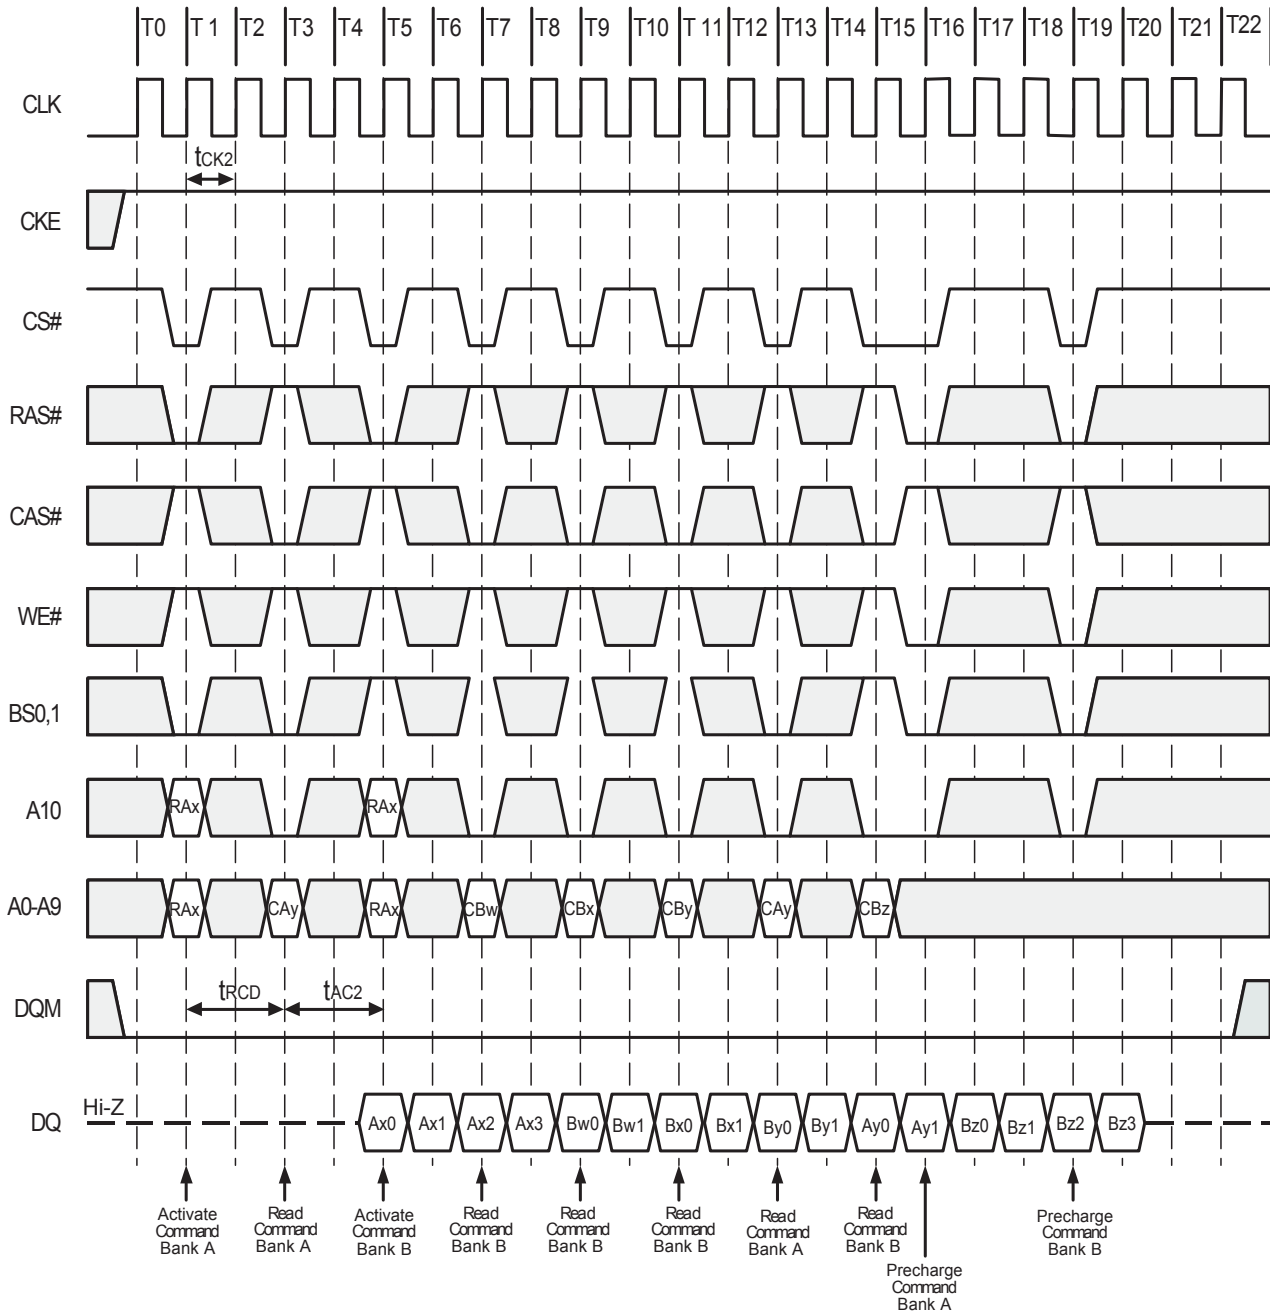 T0 T 1 T2 T3 T4 T5 T6 T7 T8 T9 T10 T 11 T12 T13 T14 T15 T16 T17 T18 T19 T20 T21 T22
CLK
tCK2
CKE
CS#
RAS#
CAS#
WE#
BS0,1
A10 RAx RAx
A0-A9 RAx CAy RAx CBw CBx CBy CAy CBz
DQM tRCD tAC2
DQ Hi-Z Ax0 Ax1 Ax2 Ax3 Bw0 Bw1 Bx0 Bx1 By0 By1 Ay0 Ay1 Bz0 Bz1 Bz2 Bz3
Activate
Command
Bank A
Read
Command
Bank A
Activate
Command
Bank B
Read
Command
Bank B
Read
Command
Bank B
Read
Command
Bank B
Read
Command
Bank A
Read
Command
Bank B
Precharge
Command
Bank A
Precharge
Command
Bank B